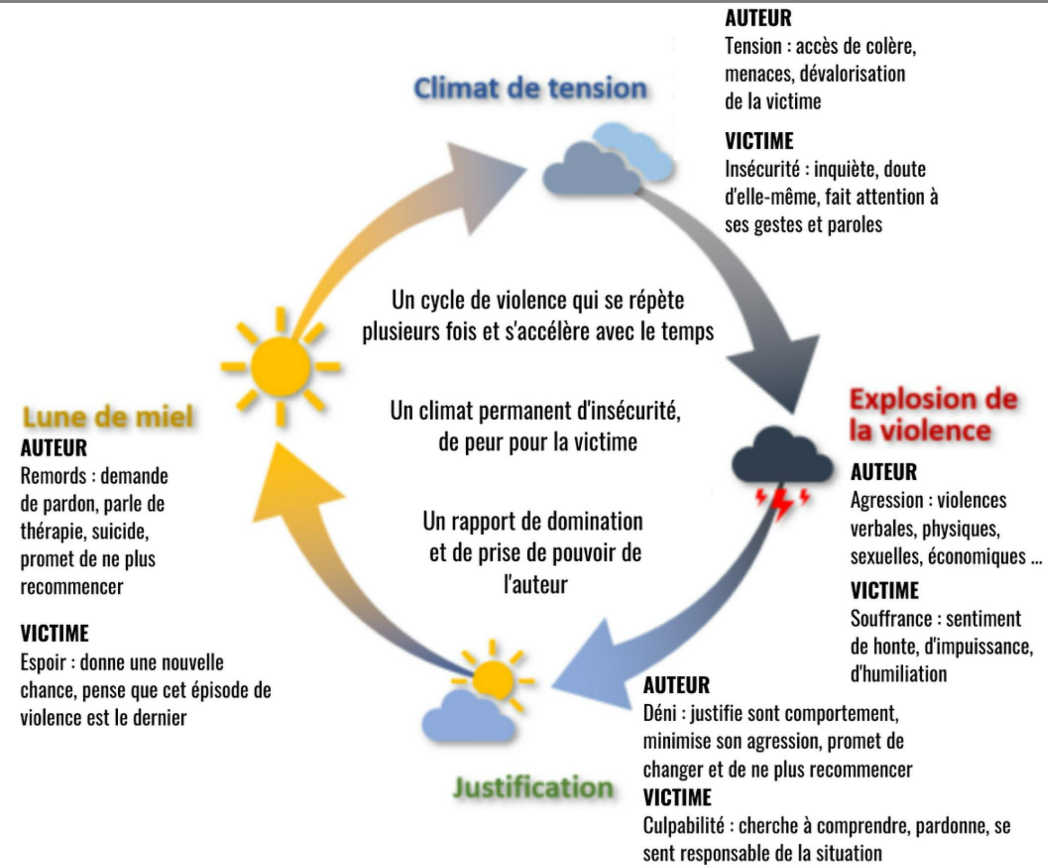 Climat de tension
AUTEUR
Tension : accès de colère,
menaces, dévalorisation
de la victime
VICTIME
Insécurité : inquiète, doute
d'elle-même, fait attention à
ses gestes et paroles
Explosion de
la violence
AUTEUR
Agression : violences
verbales, physiques,
sexuelles, économiques ...
VICTIME
Souffrance : sentiment
de honte, d'impuissance,
d'humiliation
Justification
AUTEUR
Déni : justifie sont comportement,
minimise son agression, promet de
changer et de ne plus recommencer
VICTIME
Culpabilité : cherche à comprendre, pardonne, se
sent responsable de la situation
Lune de miel
AUTEUR
Remords : demande
de pardon, parle de
thérapie, suicide,
promet de ne plus
recommencer
VICTIME
Espoir : donne une nouvelle
chance, pense que cet épisode de
violence est le dernier
Un cycle de violence qui se répète
plusieurs fois et s'accélère avec le temps
Un climat permanent d'insécurité,
de peur pour la victime
Un rapport de domination
et de prise de pouvoir de
l'auteur